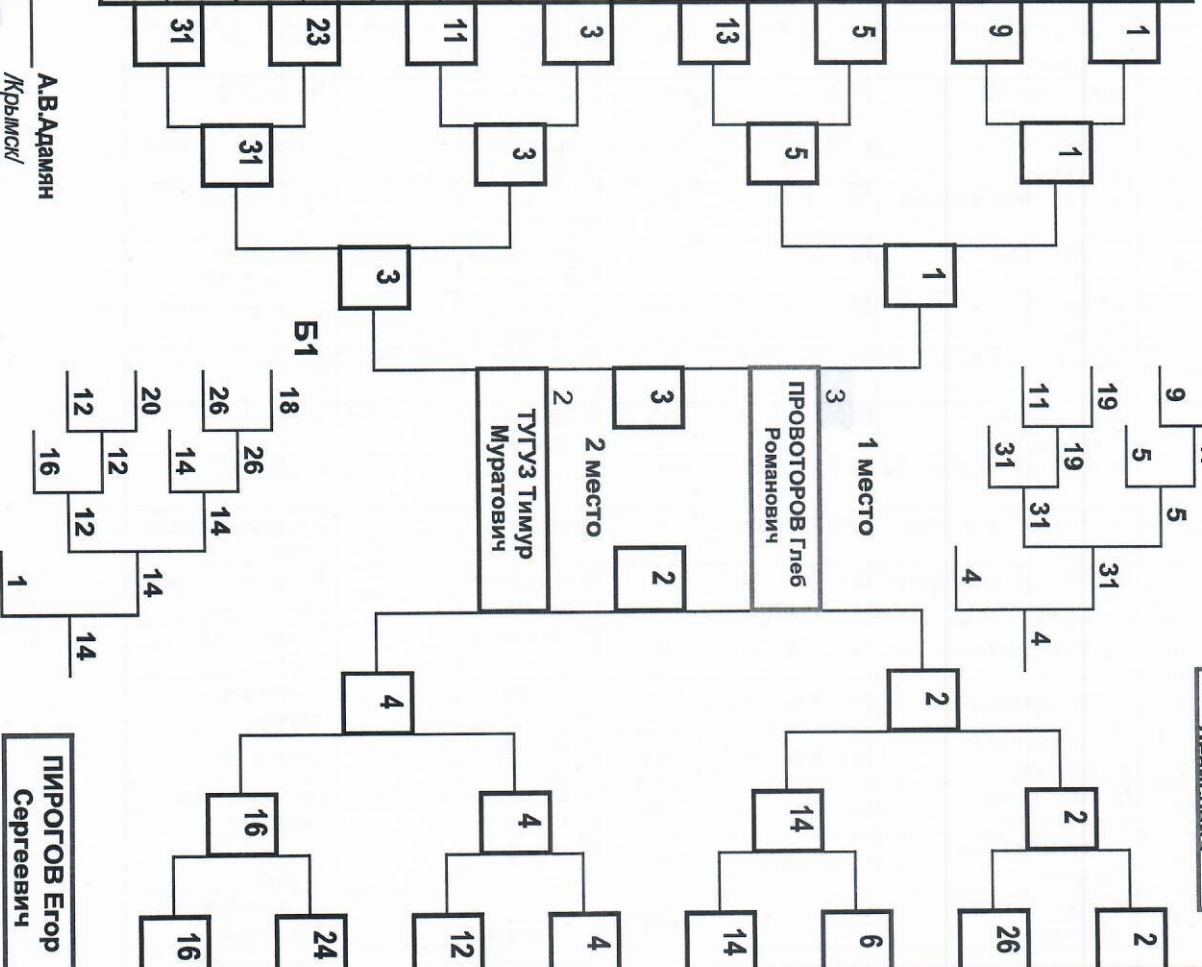 9 5
1 5 2
19 31
1 19 2
11 31 4
9 31 26
4
1 2
5 1 место 6
3
5 ПРОВОТОРОВ Глеб 14
Романович
13 14
3 2
3 2 место 4
2
3 ТУГУЗ Тимур 4
Муратович
11 12
3 4
23 24
Б1
18
31 26 16
26 14
31 14 16
20 14
12
12 12 14
А.В.Адамян 16 ПИРОГОВ Егор
/Крымск/ 1 Сергеевич